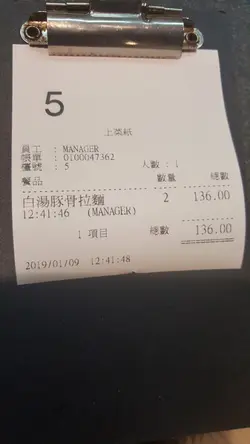 5
上菜紙
員工 : MANAGER
帳單 : 0100047362
檯號 : 5 人數 : 1
餐品 數量 總數
白湯豚骨拉麵 2 136.00
12:41:46 (MANAGER)
1 項目 總數 136.00
2019/01/09 12:41:48